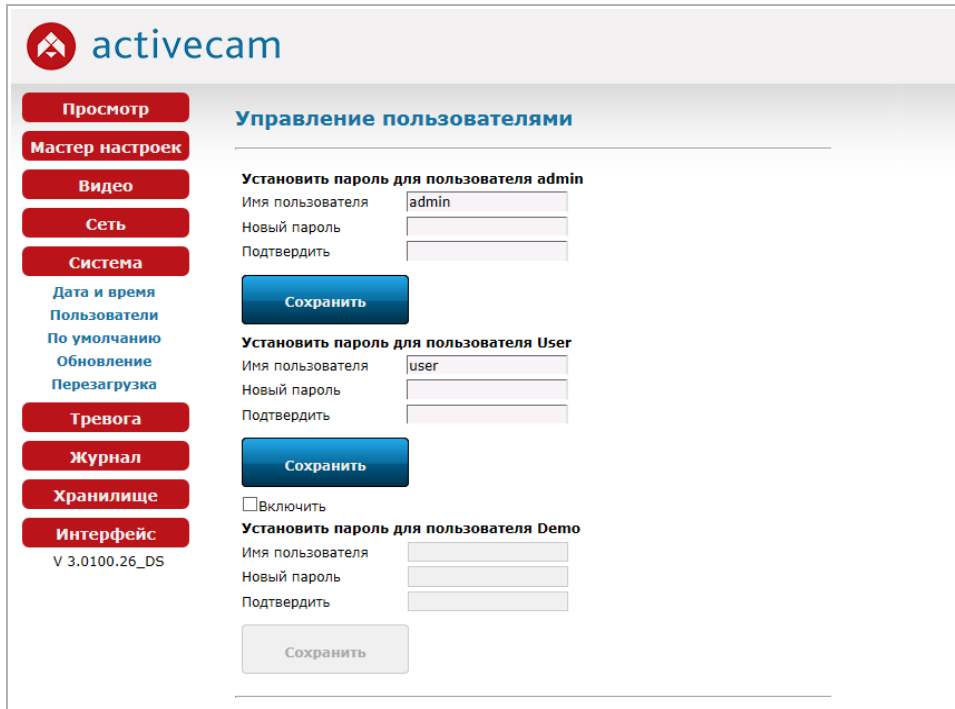 activecam
Просмотр
Мастер настроек
Видео
Сеть
Система
Дата и время
Пользователи
По умолчанию
Обновление
Перезагрузка
Тревога
Журнал
Хранилище
Интерфейс
V 3.0100.26_DS
Управление пользователями
Установить пароль для пользователя admin
Имя пользователя admin
Новый пароль
Подтвердить
Сохранить
Установить пароль для пользователя User
Имя пользователя user
Новый пароль
Подтвердить
Сохранить
Включить
Установить пароль для пользователя Demo
Имя пользователя
Новый пароль
Подтвердить
Сохранить